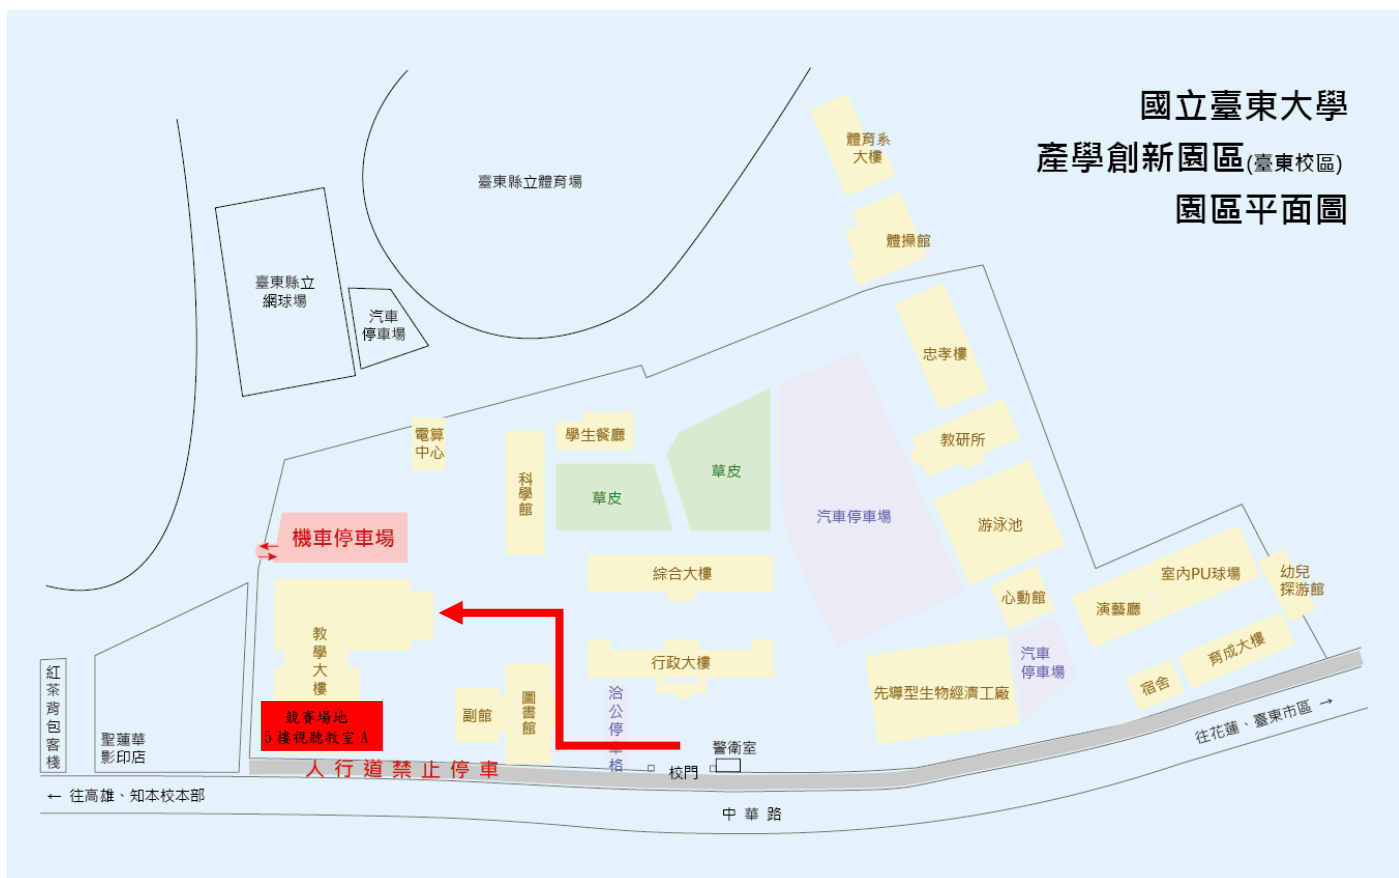 國立臺東大學
產學創新園區(臺東校區)
園區平面圖
體育系
大樓
臺東縣立體育場
體操館
臺東縣立
網球場
汽車
停車場
忠孝樓
電算
中心
學生餐廳
教研所
草皮
科學館
草皮
汽車停車場
游泳池
機車停車場
綜合大樓
心動館
演藝廳
室內PU球場
幼兒
探游館
教學大樓
行政大樓
汽車
停車場
育成大樓
先導型生物經濟工廠
宿舍
紅茶背包客棧
聖蓮華
影印店
競賽場地
5樓視聽教室A
副館
圖書館
洽公停車格
警衛室
校門
人行道禁止停車
往花蓮、臺東市區 →
← 往高雄、知本校本部
中華路